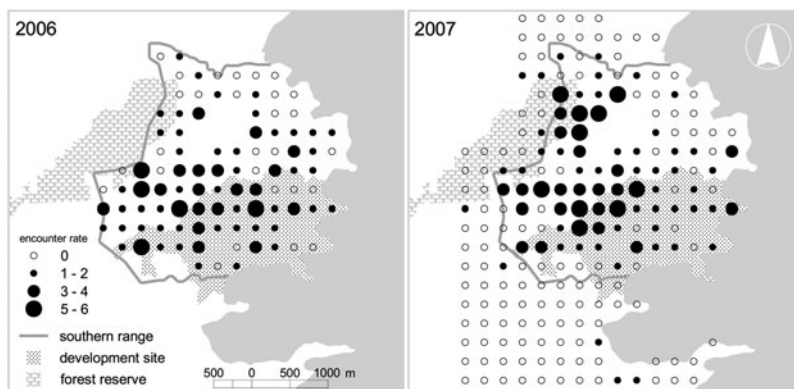 2006
2007
encounter rate
0
1 - 2
3 - 4
5 - 6
southern range
development site
forest reserve
500 0 500 1000 m